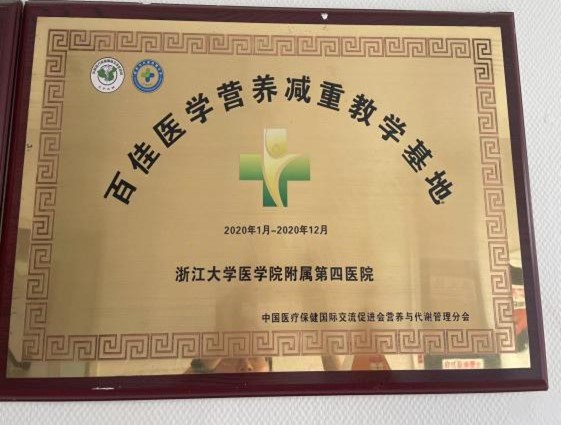 百佳医学营养减重教学基地
2020年1月-2020年12月
浙江大学医学院附属第四医院
中国医疗保健国际交流促进会营养与代谢管理分会